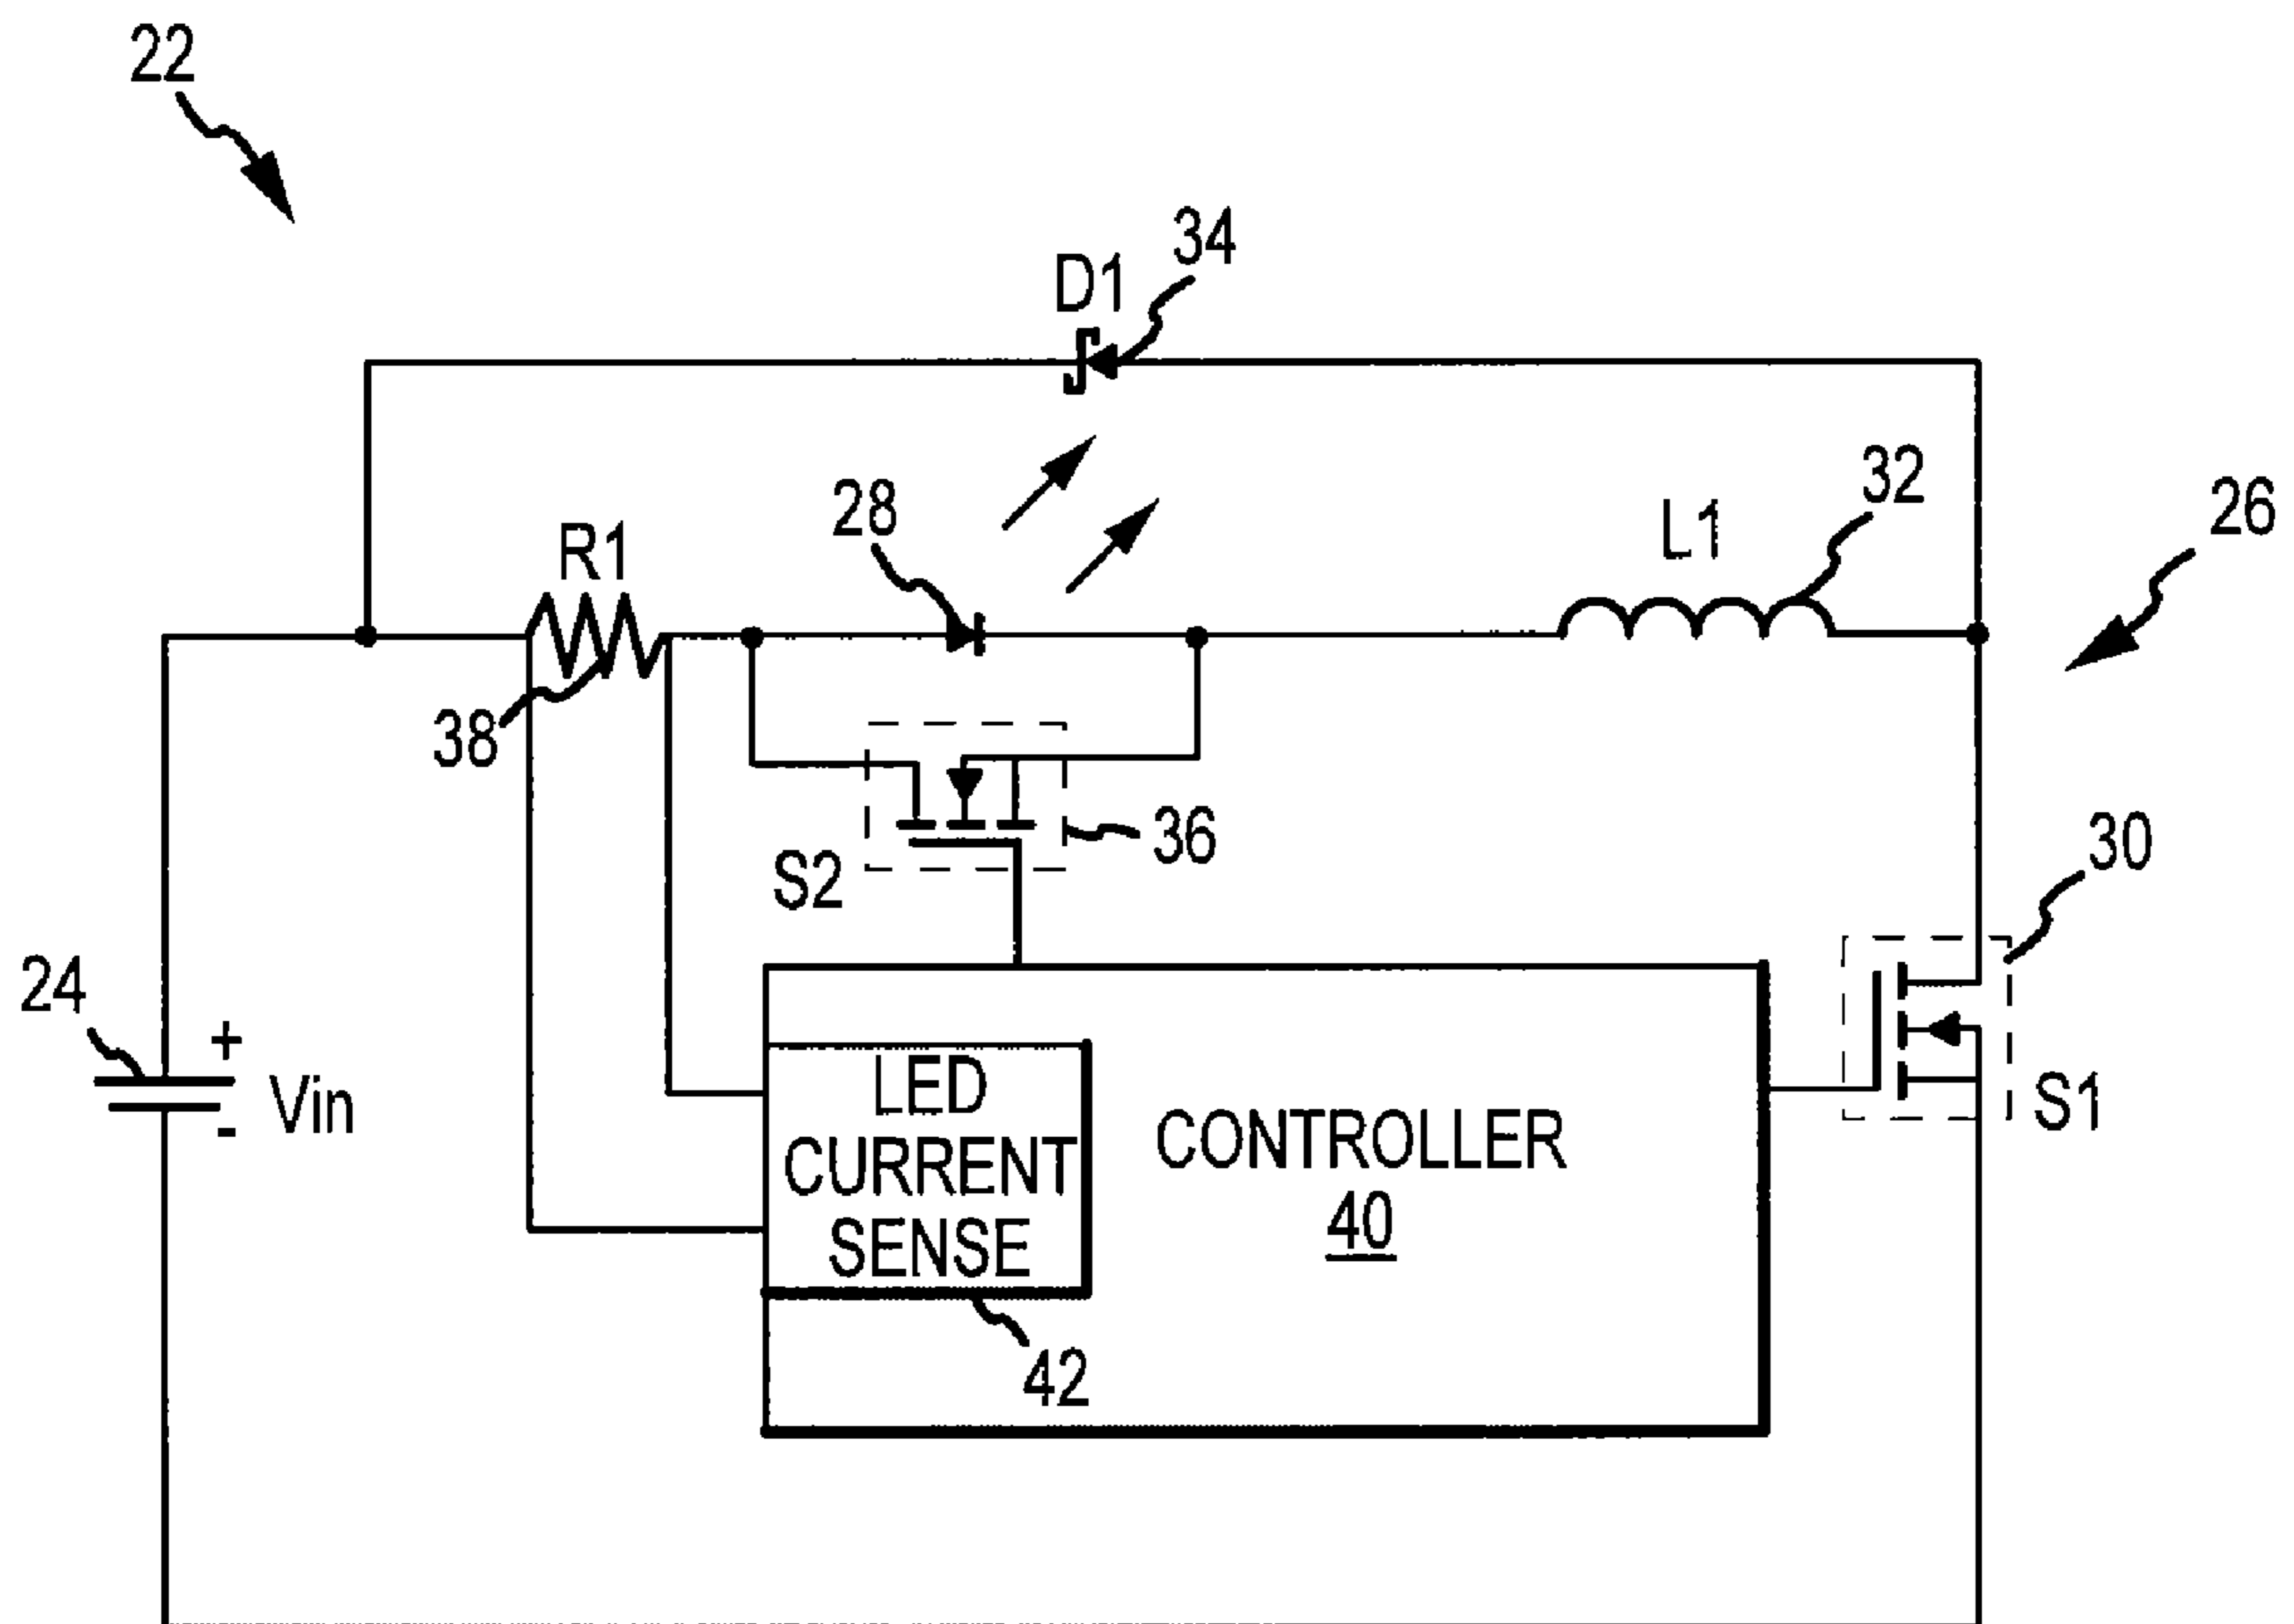 22
34
D1
32
28
L1
26
R1
38
36
30
S2
24
+
Vin
-
LED
CURRENT
SENSE
CONTROLLER
40
S1
42